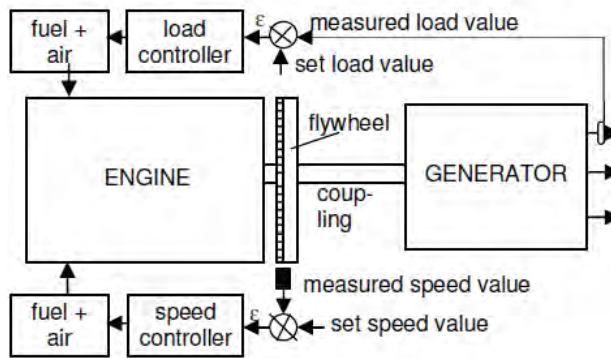 fuel +
air
load
controller
ε
measured load value
set load value
flywheel
ENGINE
GENERATOR
coup-
ling
measured speed value
fuel +
air
speed
controller
ε
set speed value